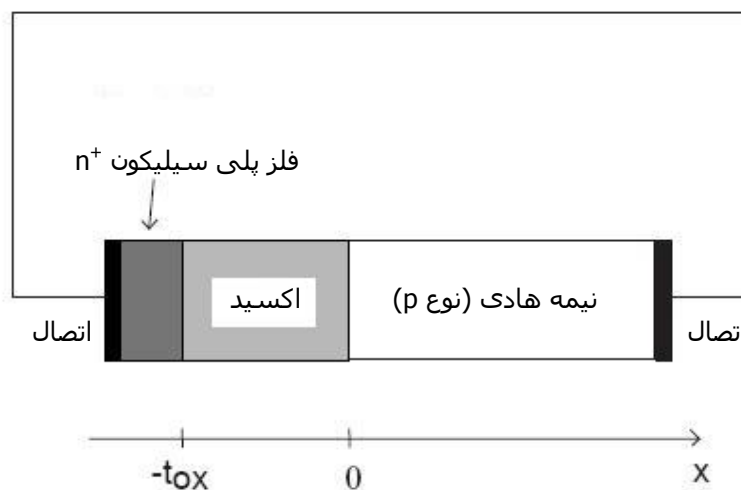 فلز پلی سیلیکون n⁺
اکسید
نیمه هادی (نوع p)
اتصال
تصال
-tox
0
x